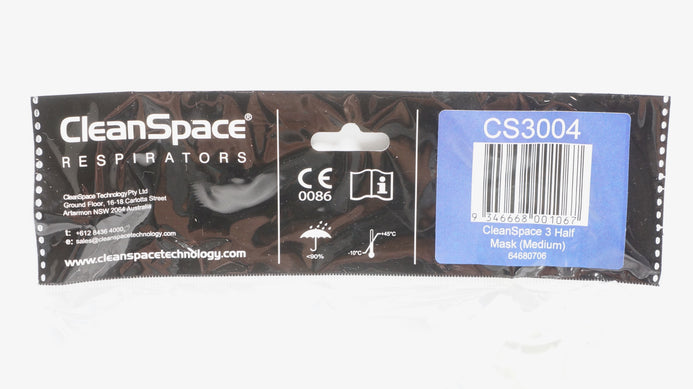 CleanSpace®
RESPIRATORS
CleanSpace Technology Pty Ltd
Ground Floor, 16-18 Carlotta Street
Artarmon NSW 2064 Australia
t: +612 8436 4000,
e: sales@cleanspacetechnology.com
www.cleanspacetechnology.com
CE
0086
<90%
+45°C
-10°C
CS3004
9 346668 001067
CleanSpace 3 Half
Mask (Medium)
64680706